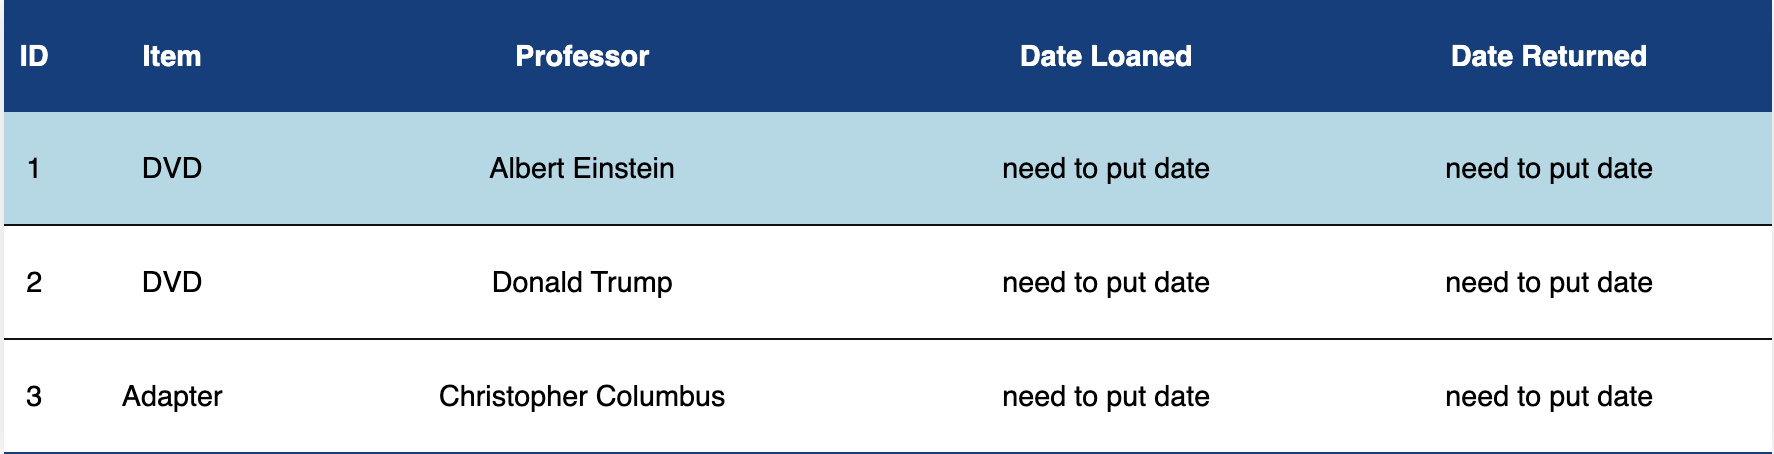 ID Item Professor Date Loaned Date Returned
1 DVD Albert Einstein need to put date need to put date
2 DVD Donald Trump need to put date need to put date
3 Adapter Christopher Columbus need to put date need to put date